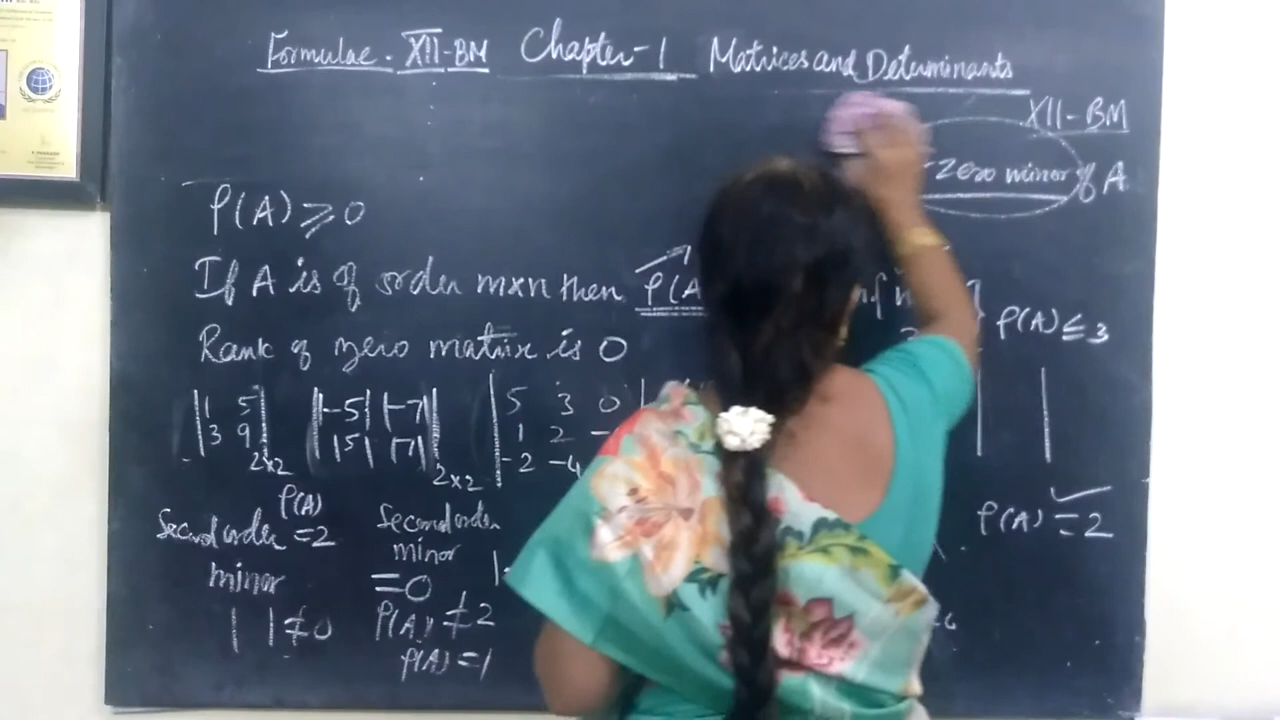 Formulae - XII-BM Chapter-1 Matrices and Determinants
XII-BM
-zero minor of A
ρ(A) ⩾ 0
If A is of order m×n then ρ(A
ρ(A) ≤ 3
Rank of zero matrix is 0
|1 5| ||-5| |-7|| |5 3 0|
|3 9| ||15| |7|| |1 2 -
2×2 2×2 |-2 -4
Second order ρ(A) =2
minor
| | ≠ 0
Second order
minor
= 0
ρ(A) ≠ 2
ρ(A) = 1
ρ(A) = 2